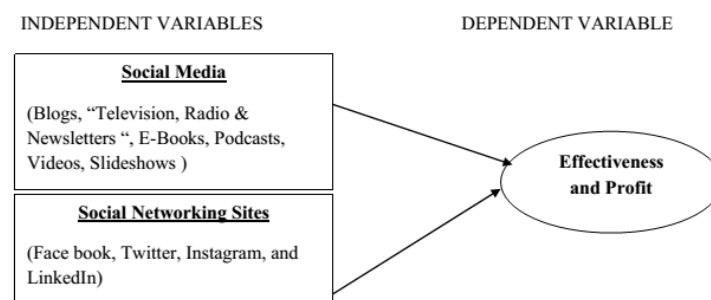 INDEPENDENT VARIABLES
DEPENDENT VARIABLE
Social Media
(Blogs, “Television, Radio &
Newsletters “, E-Books, Podcasts,
Videos, Slideshows )
Effectiveness
and Profit
Social Networking Sites
(Face book, Twitter, Instagram, and
LinkedIn)